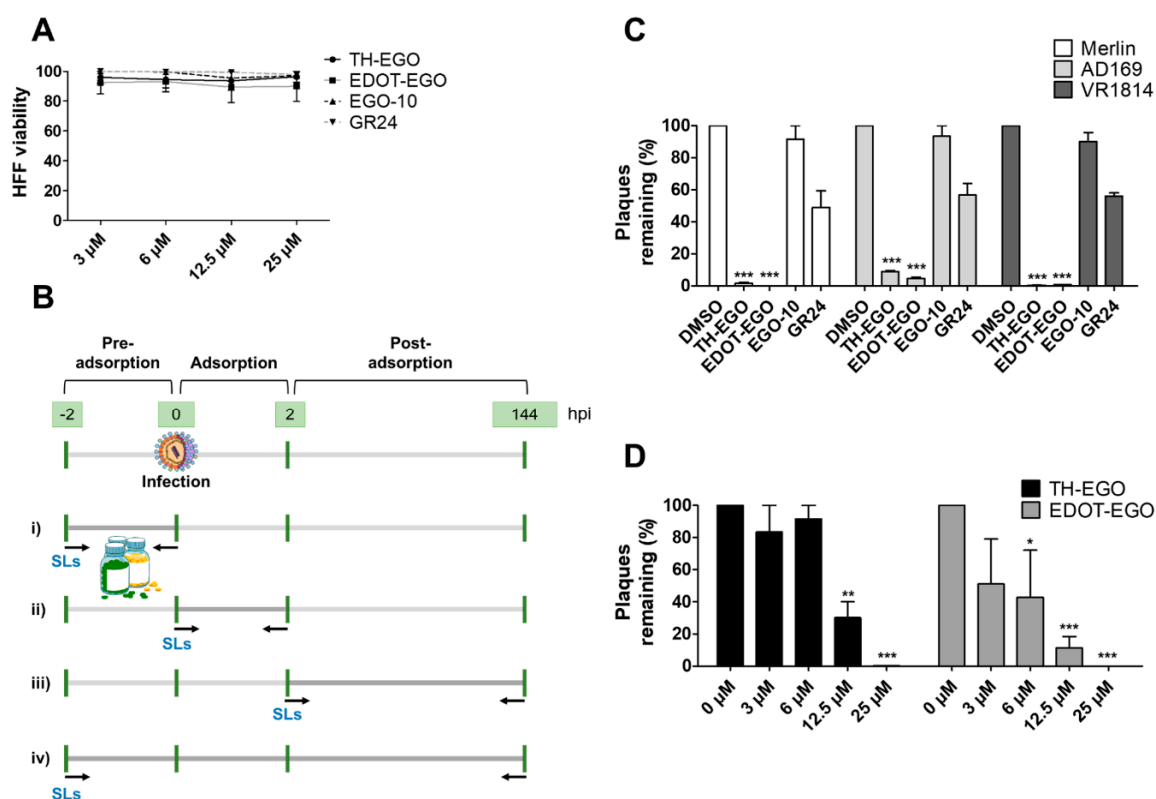 A
TH-EGO
EDOT-EGO
EGO-10
GR24
HFF viability
100
80
60
40
20
0
3 µM
6 µM
12.5 µM
25 µM
B
Pre-
adsorption
Adsorption
Post-
adsorption
-2
0
2
144
hpi
Infection
i)
SLs
ii)
SLs
iii)
SLs
iv)
SLs
C
Merlin
AD169
VR1814
Plaques
remaining (%)
100
80
60
40
20
0
***
***
***
***
***
***
DMSO
TH-EGO
EDOT-EGO
EGO-10
GR24
DMSO
TH-EGO
EDOT-EGO
EGO-10
GR24
DMSO
TH-EGO
EDOT-EGO
EGO-10
GR24
D
TH-EGO
EDOT-EGO
Plaques
remaining (%)
100
80
60
40
20
0
**
***
*
***
***
0 µM
3 µM
6 µM
12.5 µM
25 µM
0 µM
3 µM
6 µM
12.5 µM
25 µM